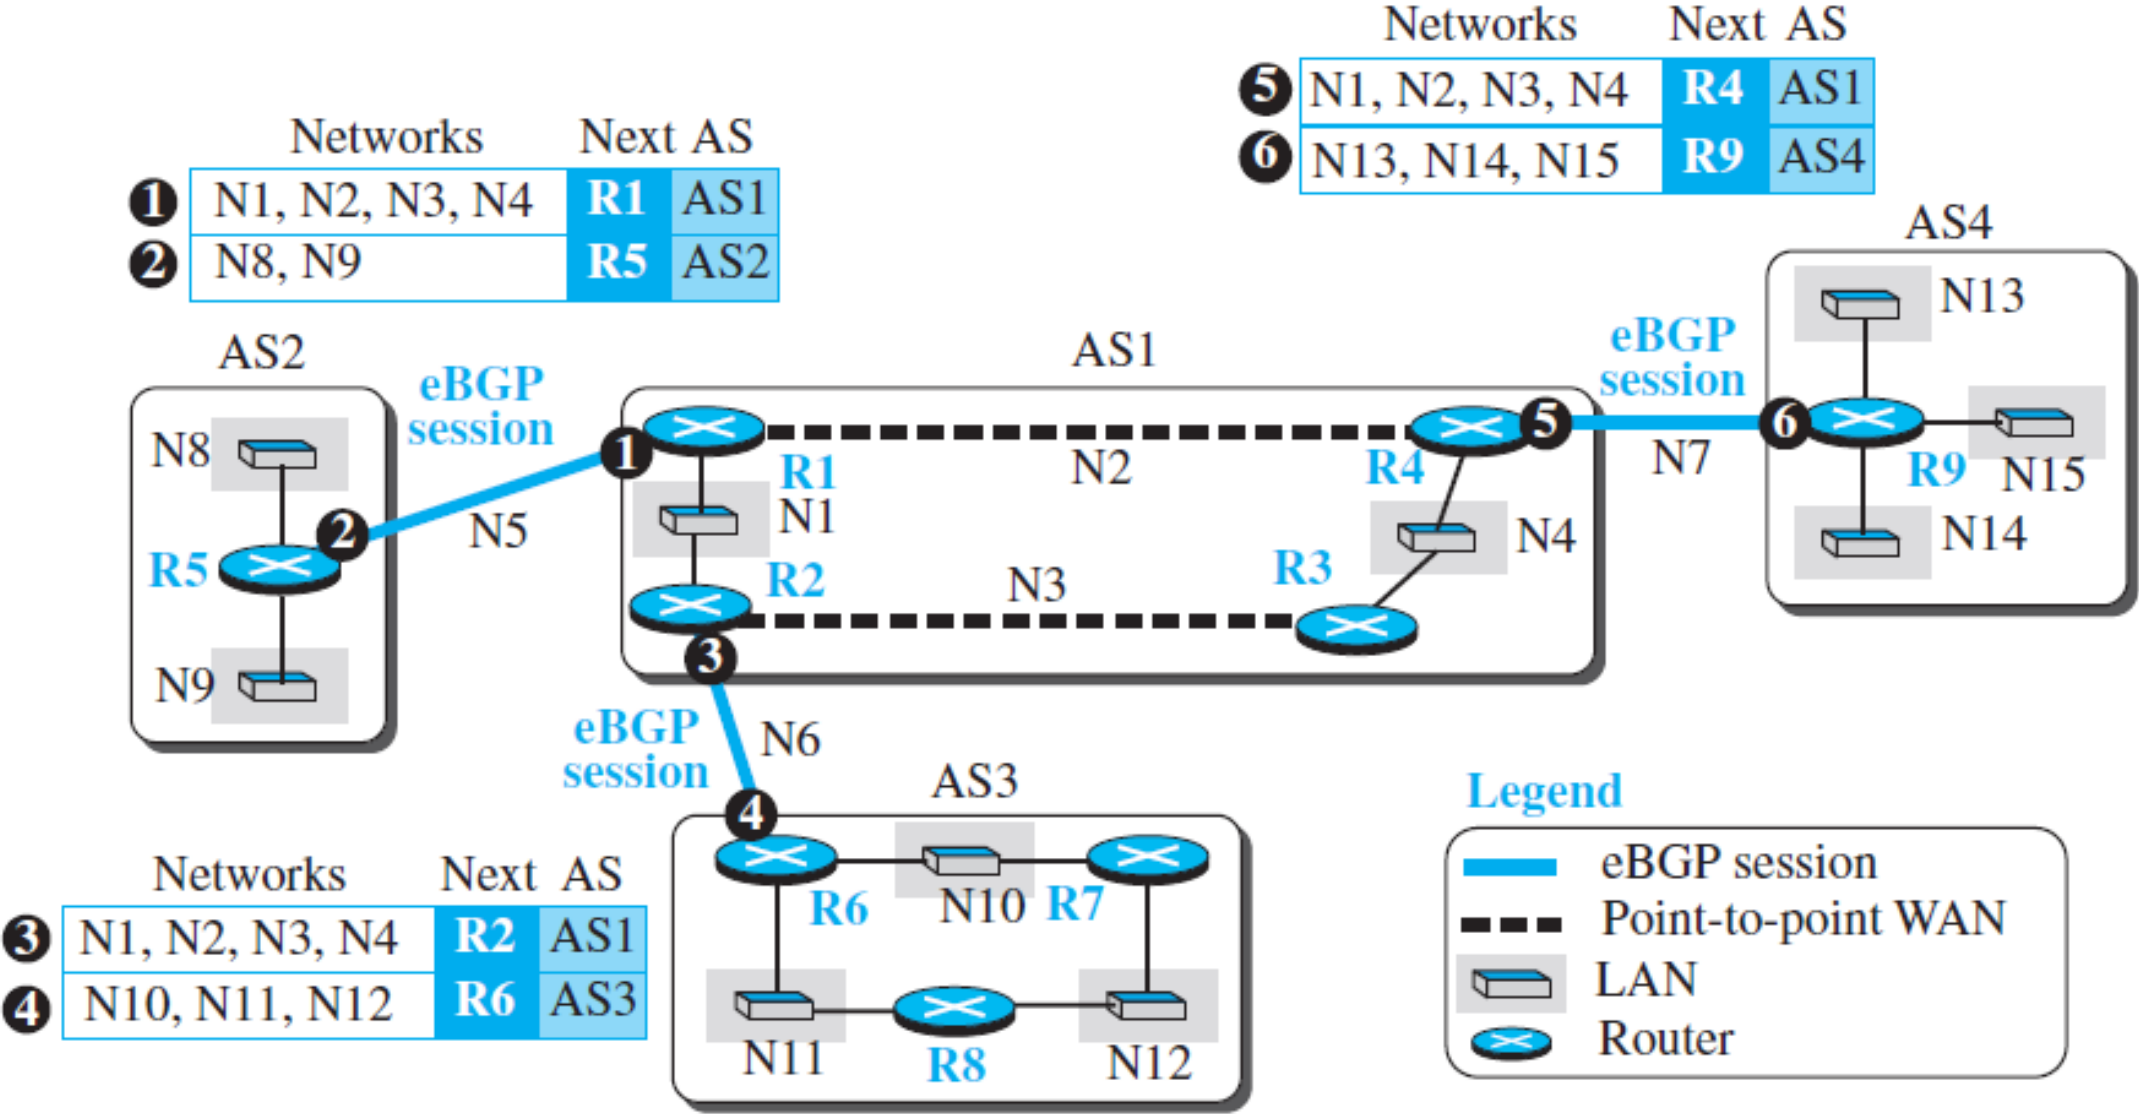 Networks Next AS
5 N1, N2, N3, N4 R4 AS1
6 N13, N14, N15 R9 AS4
Networks Next AS
1 N1, N2, N3, N4 R1 AS1
2 N8, N9 R5 AS2
AS4
N13
eBGP
session
N7
6
R9
N15
N14
AS2
eBGP
session
N8
2
N5
R5
N9
AS1
1
R1
N2
R4
5
N1
N4
R2
N3
R3
3
eBGP
session
N6
AS3
4
R6
N10
R7
N11
R8
N12
Networks Next AS
3 N1, N2, N3, N4 R2 AS1
4 N10, N11, N12 R6 AS3
Legend
eBGP session
Point-to-point WAN
LAN
Router